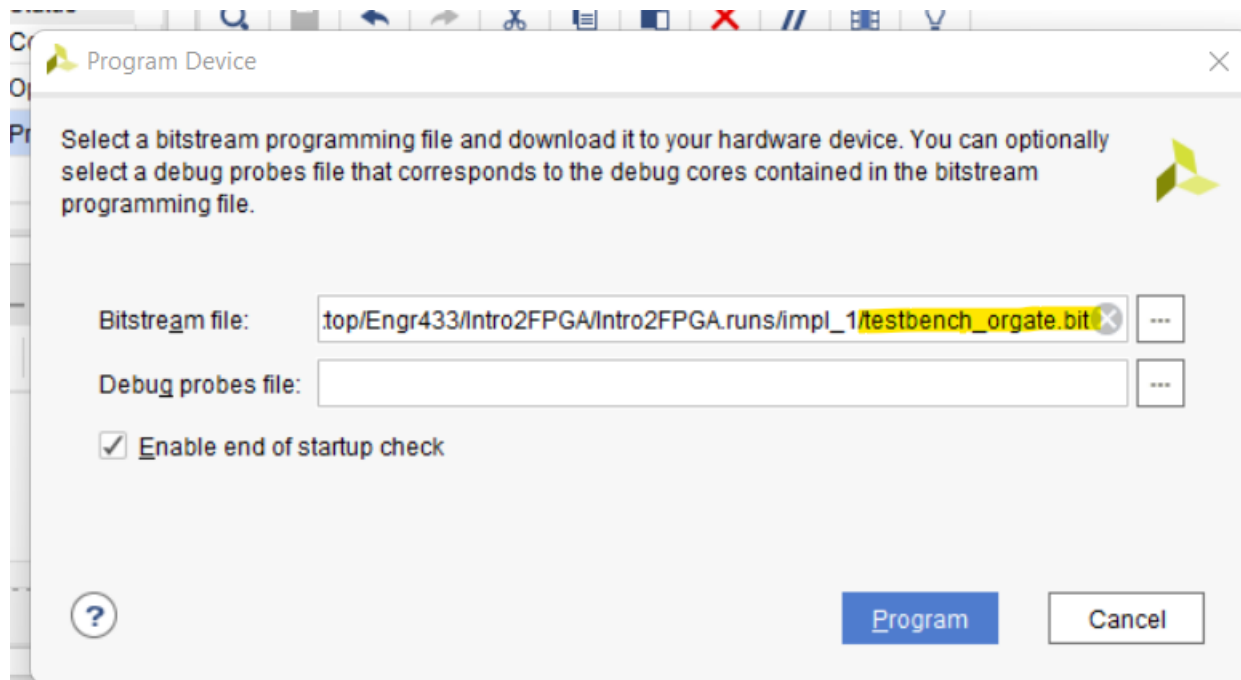 Program Device
Select a bitstream programming file and download it to your hardware device. You can optionally
select a debug probes file that corresponds to the debug cores contained in the bitstream
programming file.
Bitstream file: :top/Engr433/Intro2FPGA/Intro2FPGA.runs/impl_1/testbench_orgate.bit
Debug probes file:
Enable end of startup check
Program Cancel